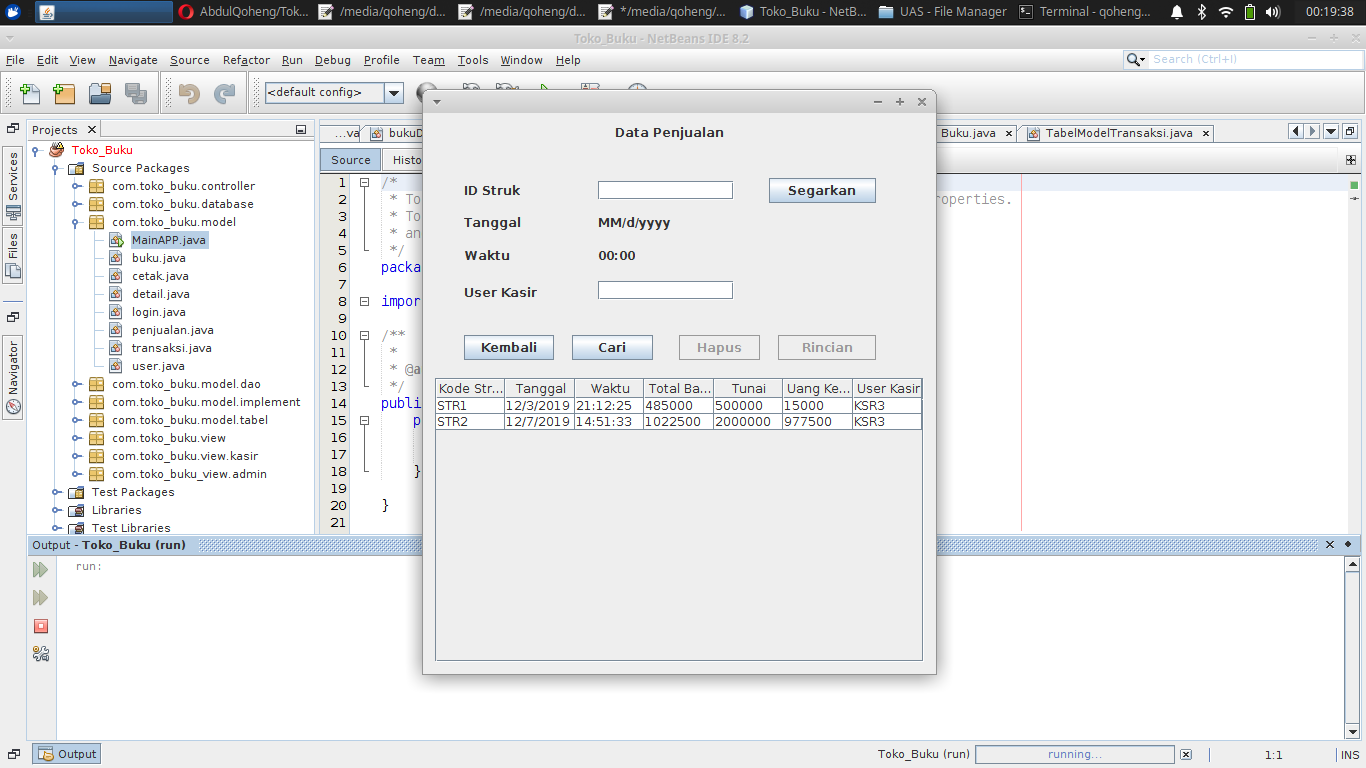 AbdulQoheng/Tok...
/media/qoheng/d...
/media/qoheng/d...
*/media/qoheng/...
Toko_Buku - NetB...
UAS - File Manager
Terminal - qoheng...
00:19:38
Toko_Buku - NetBeans IDE 8.2
File Edit View Navigate Source Refactor Run Debug Profile Team Tools Window Help
Search (Ctrl+I)
<default config>
Projects
Services
Files
Navigator
Toko_Buku
Source Packages
com.toko_buku.controller
com.toko_buku.database
com.toko_buku.model
MainAPP.java
buku.java
cetak.java
detail.java
login.java
penjualan.java
transaksi.java
user.java
com.toko_buku.model.dao
com.toko_buku.model.implement
com.toko_buku.model.tabel
com.toko_buku.view
com.toko_buku.view.kasir
com.toko_buku_view.admin
Test Packages
Libraries
Test Libraries
...va
bukuD
Buku.java
TabelModelTransaksi.java
Source
Histo
1 /*
2 * To
roperties.
3 * To
4 * an
5 */
6 packa
7
8 impor
9
10 /**
11 *
12 * @a
13 */
14 publi
15 p
16
17
18 }
19
20 }
21
Data Penjualan
ID Struk
Segarkan
Tanggal MM/d/yyyy
Waktu 00:00
User Kasir
Kembali Cari Hapus Rincian
Kode Str... Tanggal Waktu Total Ba... Tunai Uang Ke... User Kasir
STR1 12/3/2019 21:12:25 485000 500000 15000 KSR3
STR2 12/7/2019 14:51:33 1022500 2000000 977500 KSR3
Output - Toko_Buku (run)
run:
Output
Toko_Buku (run)
running...
1:1
INS